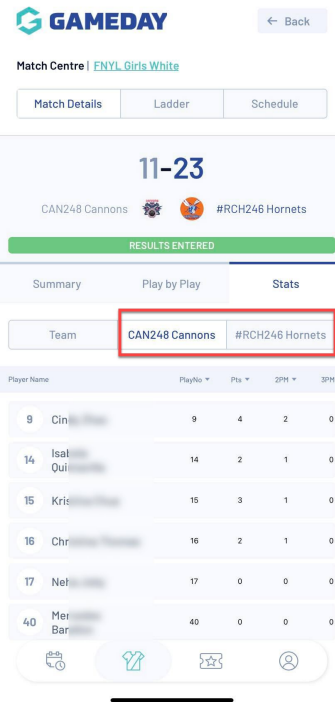 GAMEDAY
← Back
Match Centre | FNYL Girls White
Match Details Ladder Schedule
11-23
CAN248 Cannons #RCH246 Hornets
RESULTS ENTERED
Summary Play by Play Stats
Team CAN248 Cannons #RCH246 Hornets
Player Name PlayNo Pts 2PM 3PM
9 9 4 2 0
14 14 2 1 0
15 15 3 1 0
16 16 2 1 0
17 17 0 0 0
40 40 0 0 0